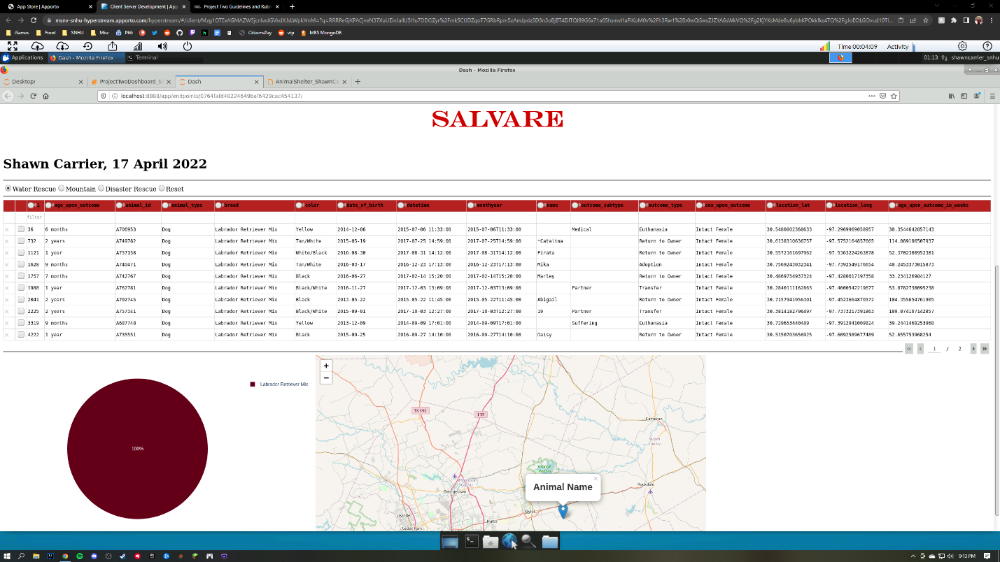 App Store | Apporto
Client Server Development | App
Project Two Guidelines and Rubri
msnv-snhu-hyperstream.apporto.com/hyperstream/#/client/
Games Food SNHU Misc P66 CitizensPay vtp MBS MongoDB
Time 00:04:09 Activity
Applications Dash - Mozilla Firefox Terminal 01:13 shawncarrier_snhu
Dash - Mozilla Firefox
Desktop/ ProjectTwoDashboard_S Dash AnimalShelter_ShawnCa
localhost:8888/app/endpoints/0764fafd48224649baf6429cac454137/
SALVARE
Shawn Carrier, 17 April 2022
Water Rescue Mountain Disaster Rescue Reset
1 age_upon_outcome animal_id animal_type breed color date_of_birth datetime monthyear name outcome_subtype outcome_type sex_upon_outcome location_lat location_long age_upon_outcome_in_weeks
filter
36 6 months A706953 Dog Labrador Retriever Mix Yellow 2014-12-06 2015-07-06 11:33:00 2015-07-06T11:33:00 Medical Euthanasia Intact Female 30.5480802368633 -97.2969969058957 30.3544642857143
732 2 years A749782 Dog Labrador Retriever Mix Tan/White 2015-05-19 2017-07-25 14:59:00 2017-07-25T14:59:00 *Catalina Return to Owner Intact Female 30.6138310636757 -97.5752164857665 114.089186507937
1121 1 year A757158 Dog Labrador Retriever Mix White/Black 2016-08-30 2017-08-31 14:12:00 2017-08-31T14:12:00 Pirata Return to Owner Intact Female 30.5572161697962 -97.5363224263878 52.3702380952381
1628 9 months A740471 Dog Labrador Retriever Mix Tan/White 2016-03-17 2016-12-23 17:13:00 2016-12-23T17:13:00 Mika Adoption Intact Female 30.7569243032341 -97.7392549176654 40.2453373015873
1757 7 months A742767 Dog Labrador Retriever Mix Black 2016-06-27 2017-02-14 15:20:00 2017-02-14T15:20:00 Marley Return to Owner Intact Female 30.4869754937324 -97.4280017197358 33.234126984127
1908 1 year A762781 Dog Labrador Retriever Mix Black/White 2016-11-27 2017-12-03 13:09:00 2017-12-03T13:09:00 Partner Transfer Intact Female 30.2840111162863 -97.4600542219677 53.0782738095238
2041 2 years A702745 Dog Labrador Retriever Mix Black 2013-05-22 2015-05-22 11:45:00 2015-05-22T11:45:00 Abigail Return to Owner Intact Female 30.7157941956301 -97.4523664870572 104.355654761905
2225 2 years A757341 Dog Labrador Retriever Mix Black/White 2015-09-01 2017-10-03 12:27:00 2017-10-03T12:27:00 19 Partner Transfer Intact Female 30.3814182796497 -97.7373217391863 109.074107142857
3319 9 months A687748 Dog Labrador Retriever Mix Yellow 2013-12-09 2014-09-09 17:01:00 2014-09-09T17:01:00 Suffering Euthanasia Intact Female 30.729653440489 -97.3912941009824 39.2441468253968
4222 1 year A735551 Dog Labrador Retriever Mix Black 2015-09-25 2016-09-27 14:10:00 2016-09-27T14:10:00 Daisy Return to Owner Intact Female 30.5150703656925 -97.6092589677489 52.655753968254
1 / 2
Labrador Retriever Mix
100%
+
−
TX 195
I 35
Cameron
Milam County
Granger Wildlife
Williamson County
Georgetown
Rockdale
Animal Name
Taylor
Leander
Hutto
Cedar Park
9:13 PM